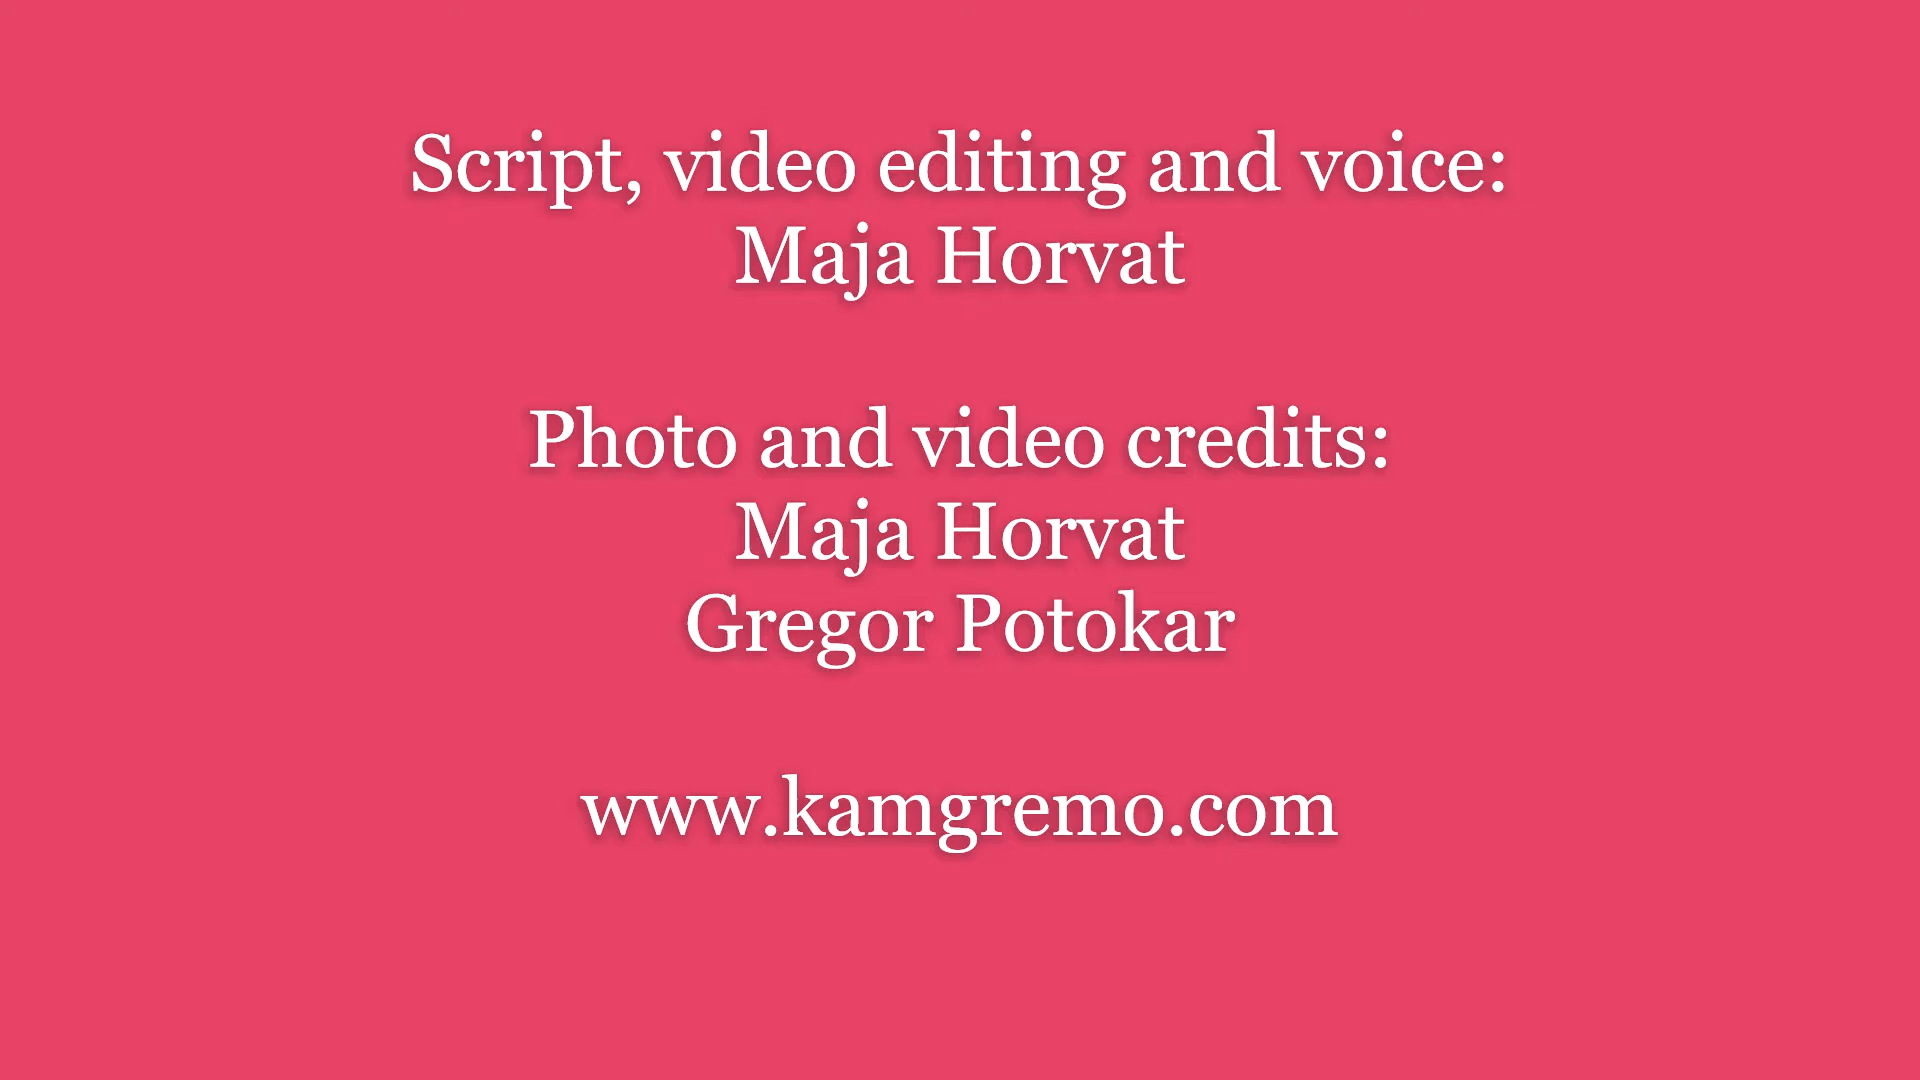 Script, video editing and voice:
Maja Horvat
Photo and video credits:
Maja Horvat
Gregor Potokar
www.kamgremo.com